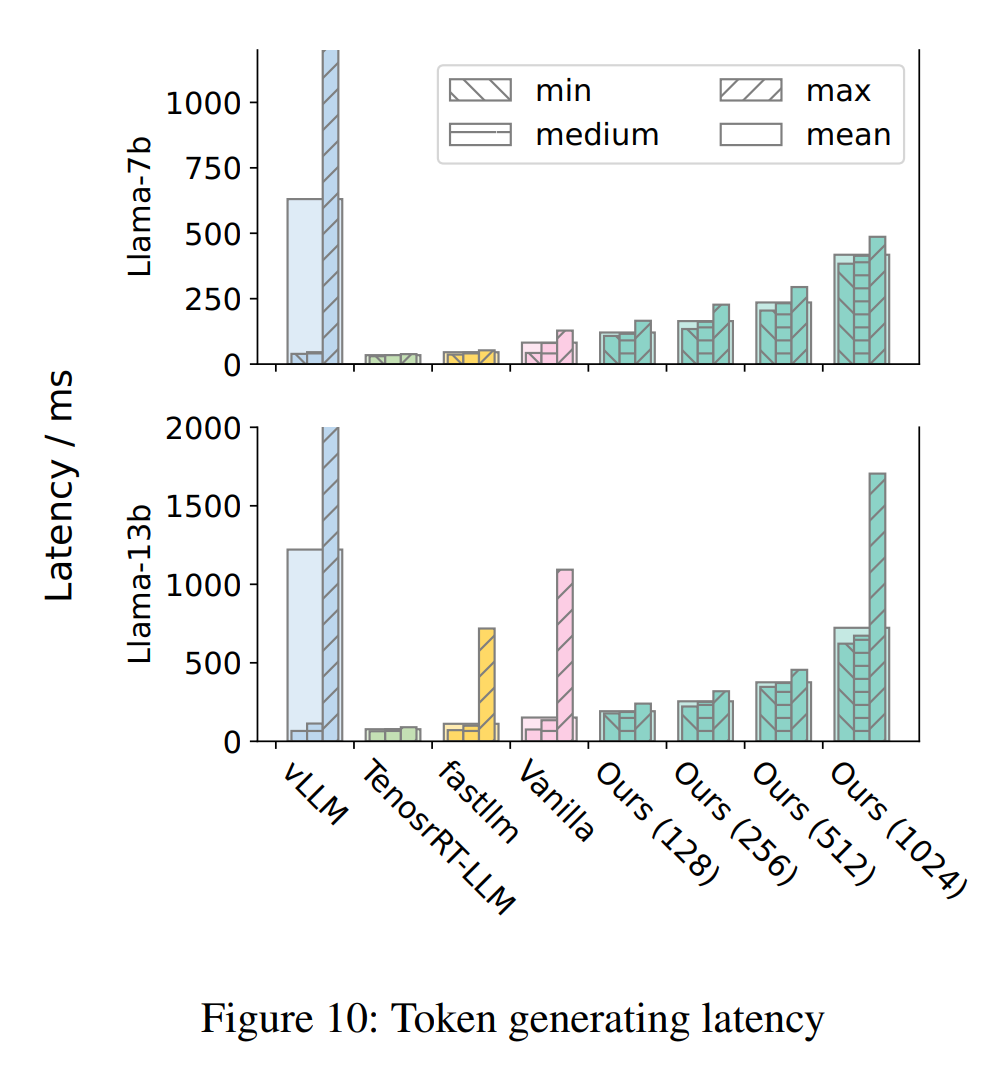 Latency / ms
Llama-7b
1000
750
500
250
0
min
max
medium
mean
Llama-13b
2000
1500
1000
500
0
vLLM
TenosrRT-LLM
fastllm
Vanilla
Ours (128)
Ours (256)
Ours (512)
Ours (1024)
Figure 10: Token generating latency